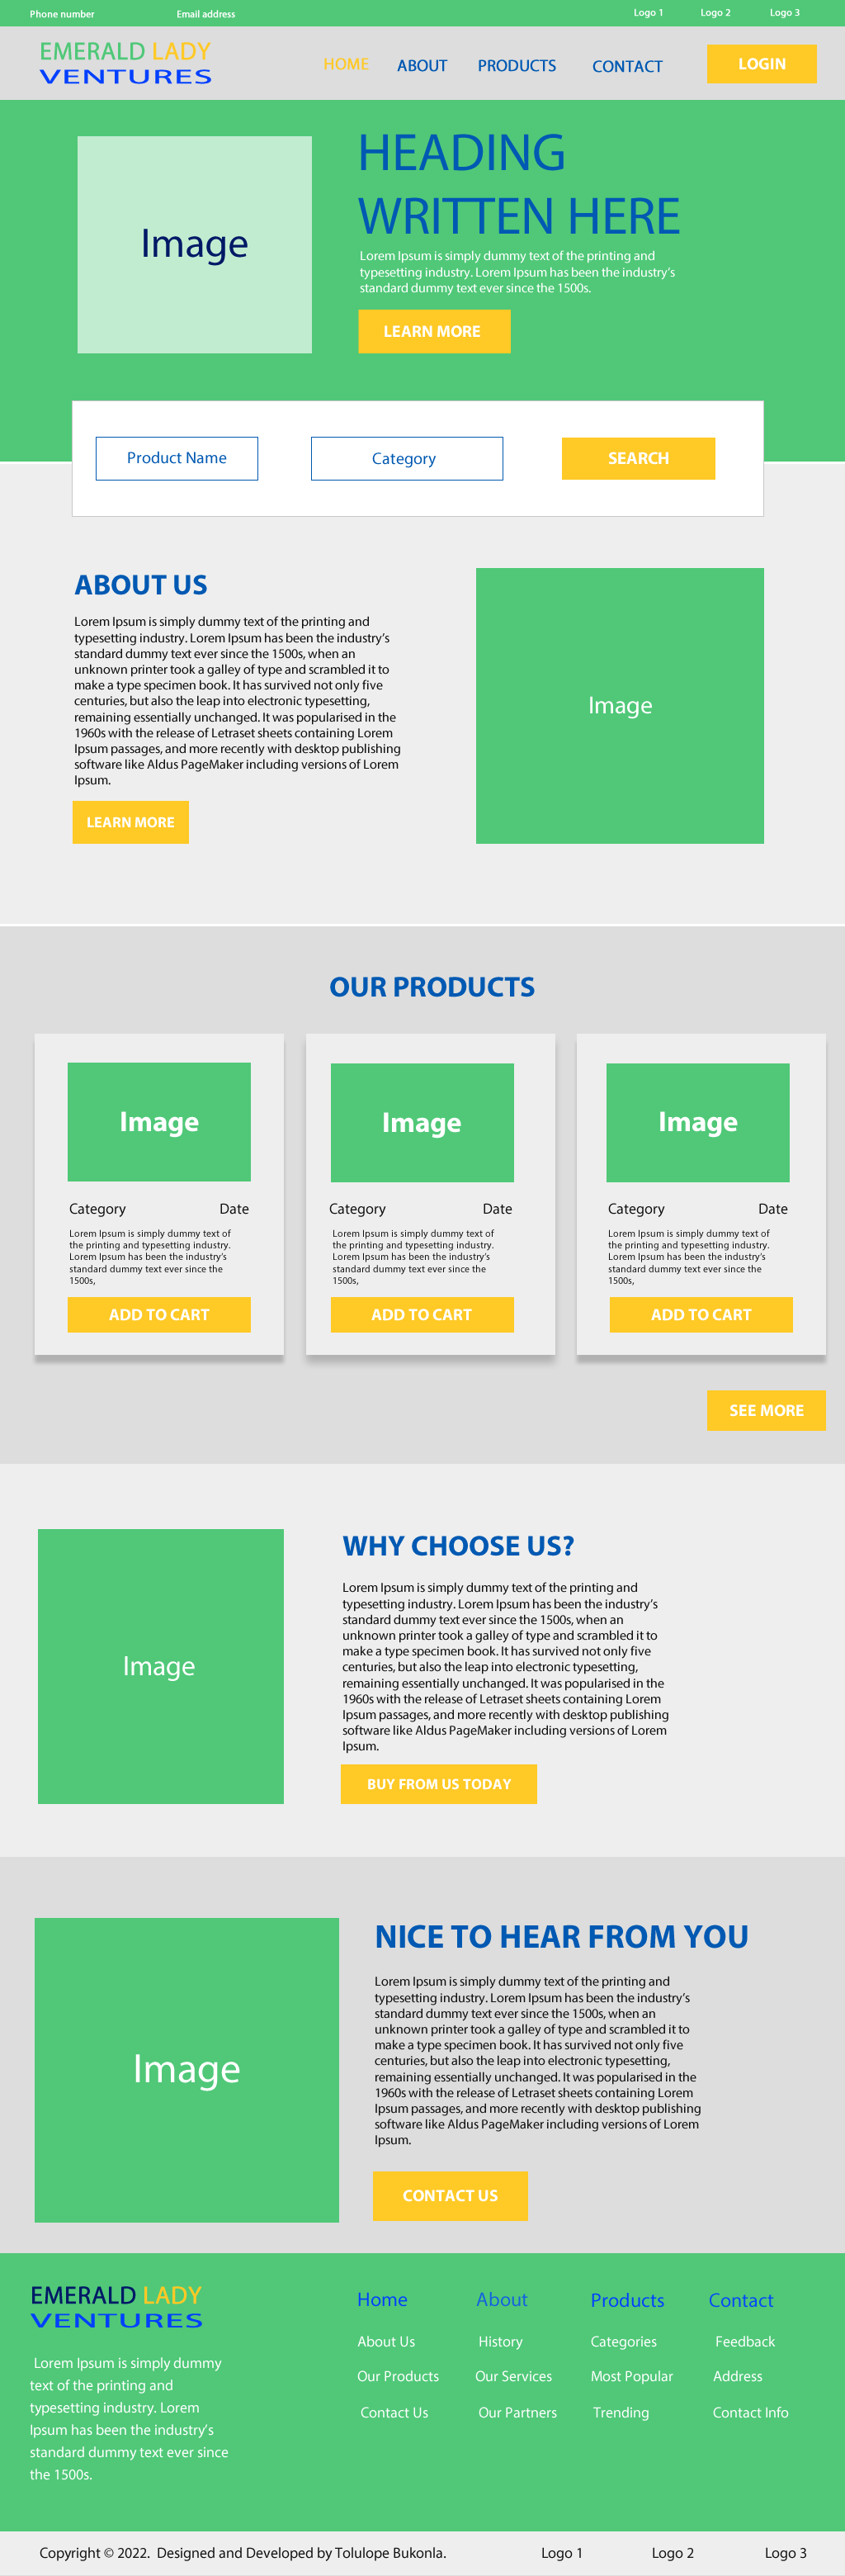 Phone number Email address Logo 1 Logo 2 Logo 3
EMERALD LADY
VENTURES
HOME ABOUT PRODUCTS CONTACT LOGIN
Image
HEADING
WRITTEN HERE
Lorem Ipsum is simply dummy text of the printing and
typesetting industry. Lorem Ipsum has been the industry’s
standard dummy text ever since the 1500s.
LEARN MORE
Product Name Category SEARCH
ABOUT US
Lorem Ipsum is simply dummy text of the printing and
typesetting industry. Lorem Ipsum has been the industry’s
standard dummy text ever since the 1500s, when an
unknown printer took a galley of type and scrambled it to
make a type specimen book. It has survived not only five
centuries, but also the leap into electronic typesetting,
remaining essentially unchanged. It was popularised in the
1960s with the release of Letraset sheets containing Lorem
Ipsum passages, and more recently with desktop publishing
software like Aldus PageMaker including versions of Lorem
Ipsum.
LEARN MORE
Image
OUR PRODUCTS
Image
Category Date
Lorem Ipsum is simply dummy text of
the printing and typesetting industry.
Lorem Ipsum has been the industry’s
standard dummy text ever since the
1500s,
ADD TO CART
Image
Category Date
Lorem Ipsum is simply dummy text of
the printing and typesetting industry.
Lorem Ipsum has been the industry’s
standard dummy text ever since the
1500s,
ADD TO CART
Image
Category Date
Lorem Ipsum is simply dummy text of
the printing and typesetting industry.
Lorem Ipsum has been the industry’s
standard dummy text ever since the
1500s,
ADD TO CART
SEE MORE
Image
WHY CHOOSE US?
Lorem Ipsum is simply dummy text of the printing and
typesetting industry. Lorem Ipsum has been the industry’s
standard dummy text ever since the 1500s, when an
unknown printer took a galley of type and scrambled it to
make a type specimen book. It has survived not only five
centuries, but also the leap into electronic typesetting,
remaining essentially unchanged. It was popularised in the
1960s with the release of Letraset sheets containing Lorem
Ipsum passages, and more recently with desktop publishing
software like Aldus PageMaker including versions of Lorem
Ipsum.
BUY FROM US TODAY
Image
NICE TO HEAR FROM YOU
Lorem Ipsum is simply dummy text of the printing and
typesetting industry. Lorem Ipsum has been the industry’s
standard dummy text ever since the 1500s, when an
unknown printer took a galley of type and scrambled it to
make a type specimen book. It has survived not only five
centuries, but also the leap into electronic typesetting,
remaining essentially unchanged. It was popularised in the
1960s with the release of Letraset sheets containing Lorem
Ipsum passages, and more recently with desktop publishing
software like Aldus PageMaker including versions of Lorem
Ipsum.
CONTACT US
EMERALD LADY
VENTURES
Lorem Ipsum is simply dummy
text of the printing and
typesetting industry. Lorem
Ipsum has been the industry’s
standard dummy text ever since
the 1500s.
Home About Products Contact
About Us History Categories Feedback
Our Products Our Services Most Popular Address
Contact Us Our Partners Trending Contact Info
Copyright © 2022. Designed and Developed by Tolulope Bukonla. Logo 1 Logo 2 Logo 3